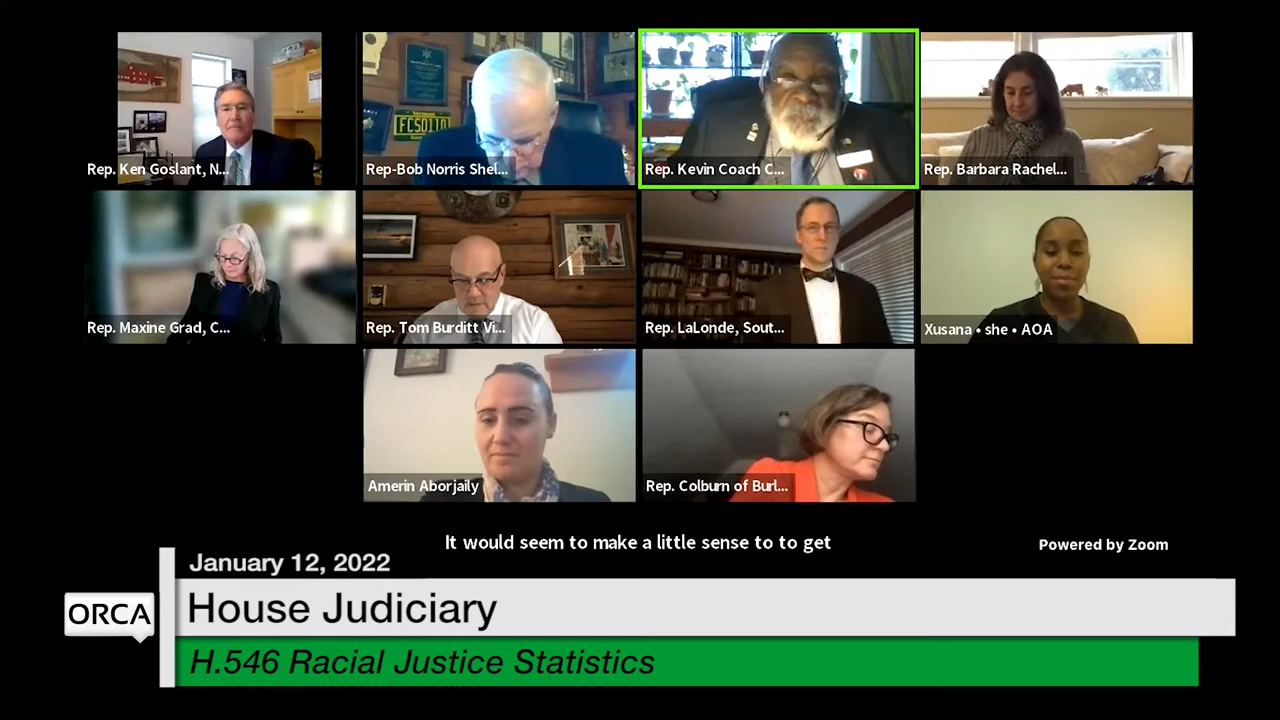 Vermont
FCS0110
Rep. Ken Goslant, N...
Rep-Bob Norris Shel...
Rep. Kevin Coach C...
Rep. Barbara Rachel...
Rep. Maxine Grad, C...
Rep. Tom Burditt Vi...
Rep. LaLonde, Sout...
Xusana • she • AOA
Amerin Aborjaily
Rep. Colburn of Burl...
It would seem to make a little sense to to get
Powered by Zoom
January 12, 2022
ORCA
House Judiciary
H.546 Racial Justice Statistics